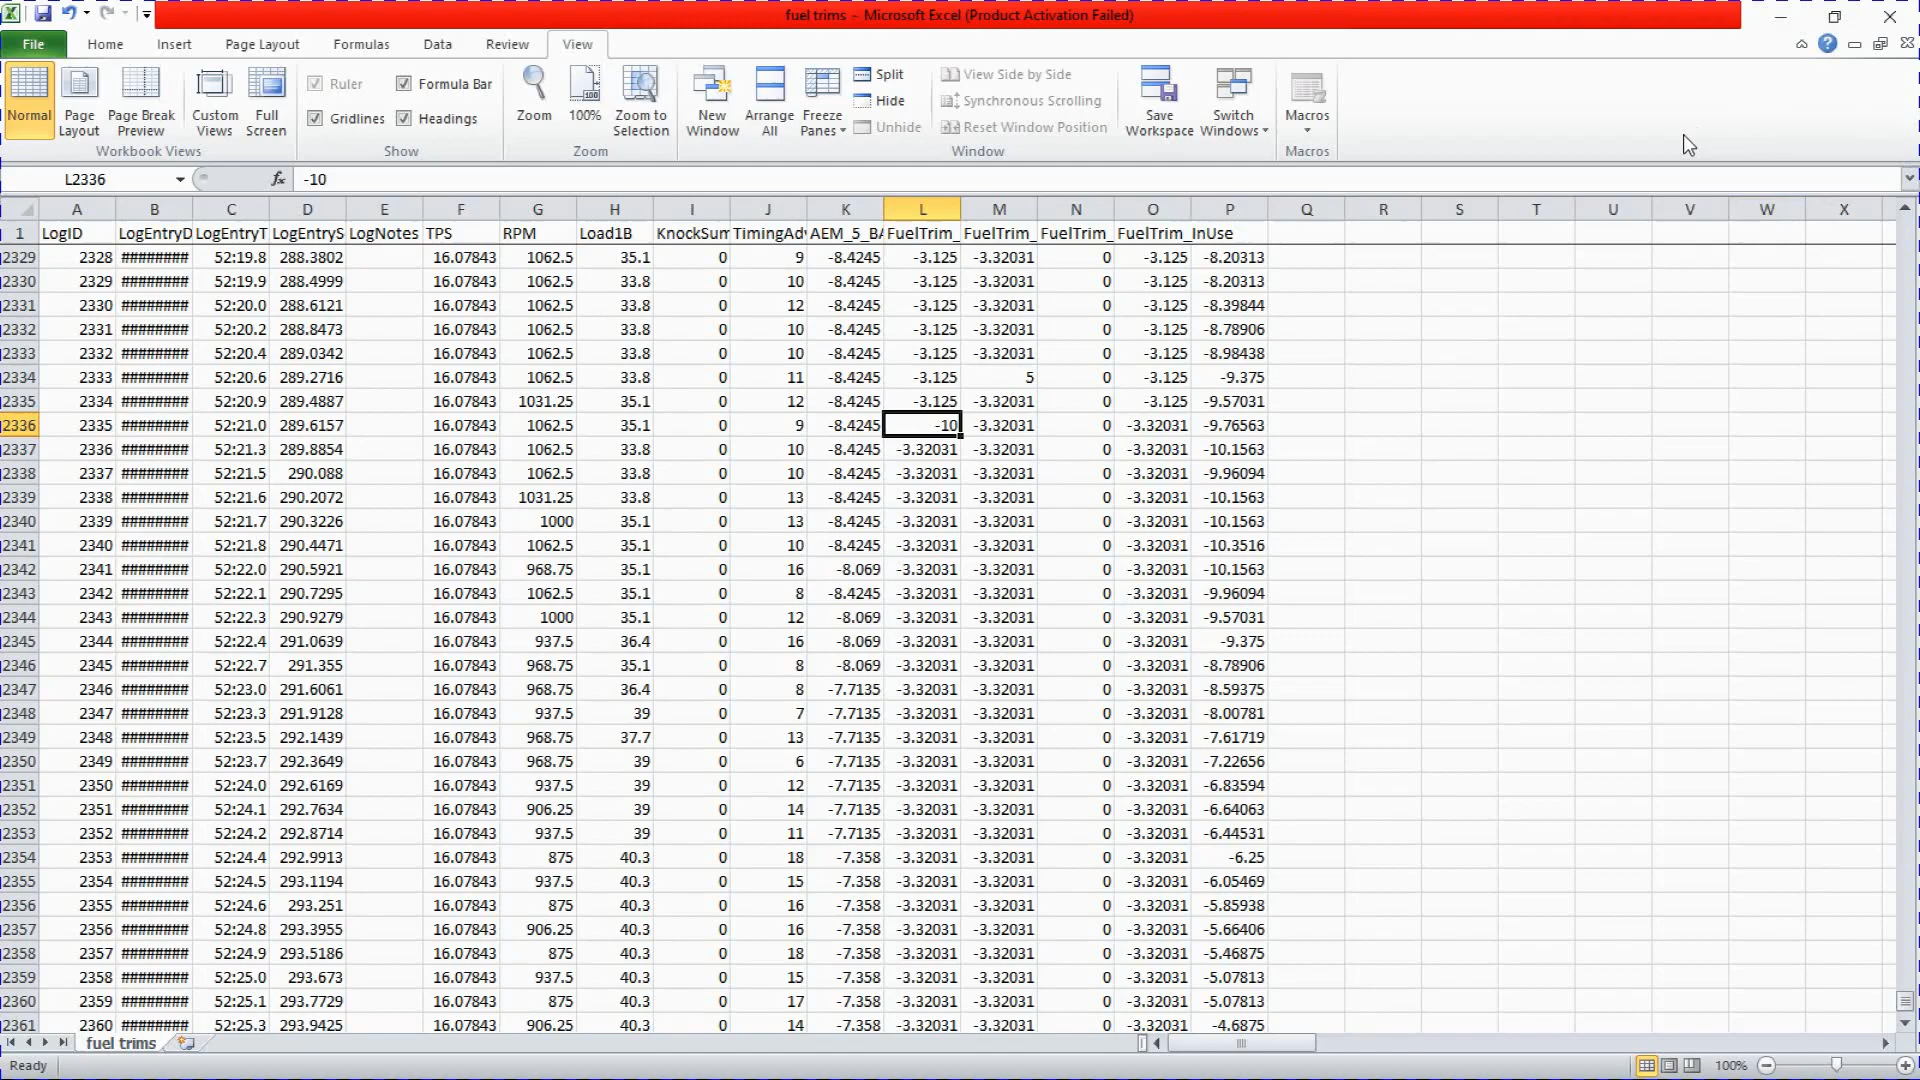 fuel trims - Microsoft Excel (Product Activation Failed)
File Home Insert Page Layout Formulas Data Review View
Normal Page Layout Page Break Preview Custom Views Full Screen
Workbook Views
Ruler Formula Bar
Gridlines Headings
Show
Zoom 100% Zoom to Selection
Zoom
New Window Arrange All Freeze Panes
Split
Hide
Unhide
View Side by Side
Synchronous Scrolling
Reset Window Position
Save Workspace Switch Windows
Window
Macros
Macros
L2336 fx -10
A B C D E F G H I J K L M N O P Q R S T U V W X
1 LogID LogEntryD LogEntryT LogEntryS LogNotes TPS RPM Load1B KnockSum TimingAdv AEM_5_BA FuelTrim_ FuelTrim_ FuelTrim_ FuelTrim_InUse
2329 2328 ######## 52:19.8 288.3802 16.07843 1062.5 35.1 0 9 -8.4245 -3.125 -3.32031 0 -3.125 -8.20313
2330 2329 ######## 52:19.9 288.4999 16.07843 1062.5 33.8 0 10 -8.4245 -3.125 -3.32031 0 -3.125 -8.20313
2331 2330 ######## 52:20.0 288.6121 16.07843 1062.5 33.8 0 12 -8.4245 -3.125 -3.32031 0 -3.125 -8.39844
2332 2331 ######## 52:20.2 288.8473 16.07843 1062.5 33.8 0 10 -8.4245 -3.125 -3.32031 0 -3.125 -8.78906
2333 2332 ######## 52:20.4 289.0342 16.07843 1062.5 33.8 0 10 -8.4245 -3.125 -3.32031 0 -3.125 -8.98438
2334 2333 ######## 52:20.6 289.2716 16.07843 1062.5 33.8 0 11 -8.4245 -3.125 5 0 -3.125 -9.375
2335 2334 ######## 52:20.9 289.4887 16.07843 1031.25 35.1 0 12 -8.4245 -3.125 -3.32031 0 -3.125 -9.57031
2336 2335 ######## 52:21.0 289.6157 16.07843 1062.5 35.1 0 9 -8.4245 -10 -3.32031 0 -3.32031 -9.76563
2337 2336 ######## 52:21.3 289.8854 16.07843 1062.5 33.8 0 10 -8.4245 -3.32031 -3.32031 0 -3.32031 -10.1563
2338 2337 ######## 52:21.5 290.088 16.07843 1062.5 33.8 0 10 -8.4245 -3.32031 -3.32031 0 -3.32031 -9.96094
2339 2338 ######## 52:21.6 290.2072 16.07843 1031.25 33.8 0 13 -8.4245 -3.32031 -3.32031 0 -3.32031 -10.1563
2340 2339 ######## 52:21.7 290.3226 16.07843 1000 35.1 0 13 -8.4245 -3.32031 -3.32031 0 -3.32031 -10.1563
2341 2340 ######## 52:21.8 290.4471 16.07843 1062.5 35.1 0 10 -8.4245 -3.32031 -3.32031 0 -3.32031 -10.3516
2342 2341 ######## 52:22.0 290.5921 16.07843 968.75 35.1 0 16 -8.069 -3.32031 -3.32031 0 -3.32031 -10.1563
2343 2342 ######## 52:22.1 290.7295 16.07843 1062.5 35.1 0 8 -8.4245 -3.32031 -3.32031 0 -3.32031 -9.96094
2344 2343 ######## 52:22.3 290.9279 16.07843 1000 35.1 0 12 -8.069 -3.32031 -3.32031 0 -3.32031 -9.57031
2345 2344 ######## 52:22.4 291.0639 16.07843 937.5 36.4 0 16 -8.069 -3.32031 -3.32031 0 -3.32031 -9.375
2346 2345 ######## 52:22.7 291.355 16.07843 968.75 35.1 0 8 -8.069 -3.32031 -3.32031 0 -3.32031 -8.78906
2347 2346 ######## 52:23.0 291.6061 16.07843 968.75 36.4 0 8 -7.7135 -3.32031 -3.32031 0 -3.32031 -8.59375
2348 2347 ######## 52:23.3 291.9128 16.07843 937.5 39 0 7 -7.7135 -3.32031 -3.32031 0 -3.32031 -8.00781
2349 2348 ######## 52:23.5 292.1439 16.07843 968.75 37.7 0 13 -7.7135 -3.32031 -3.32031 0 -3.32031 -7.61719
2350 2349 ######## 52:23.7 292.3649 16.07843 968.75 39 0 6 -7.7135 -3.32031 -3.32031 0 -3.32031 -7.22656
2351 2350 ######## 52:24.0 292.6169 16.07843 937.5 39 0 12 -7.7135 -3.32031 -3.32031 0 -3.32031 -6.83594
2352 2351 ######## 52:24.1 292.7634 16.07843 906.25 39 0 14 -7.7135 -3.32031 -3.32031 0 -3.32031 -6.64063
2353 2352 ######## 52:24.2 292.8714 16.07843 937.5 39 0 11 -7.7135 -3.32031 -3.32031 0 -3.32031 -6.44531
2354 2353 ######## 52:24.4 292.9913 16.07843 875 40.3 0 18 -7.358 -3.32031 -3.32031 0 -3.32031 -6.25
2355 2354 ######## 52:24.5 293.1194 16.07843 937.5 40.3 0 15 -7.358 -3.32031 -3.32031 0 -3.32031 -6.05469
2356 2355 ######## 52:24.6 293.251 16.07843 875 40.3 0 16 -7.358 -3.32031 -3.32031 0 -3.32031 -5.85938
2357 2356 ######## 52:24.8 293.3955 16.07843 906.25 40.3 0 16 -7.358 -3.32031 -3.32031 0 -3.32031 -5.66406
2358 2357 ######## 52:24.9 293.5186 16.07843 875 40.3 0 18 -7.358 -3.32031 -3.32031 0 -3.32031 -5.46875
2359 2358 ######## 52:25.0 293.673 16.07843 937.5 40.3 0 15 -7.358 -3.32031 -3.32031 0 -3.32031 -5.07813
2360 2359 ######## 52:25.1 293.7729 16.07843 875 40.3 0 17 -7.358 -3.32031 -3.32031 0 -3.32031 -5.07813
2361 2360 ######## 52:25.3 293.9425 16.07843 906.25 40.3 0 14 -7.358 -3.32031 -3.32031 0 -3.32031 -4.6875
fuel trims
Ready 100%